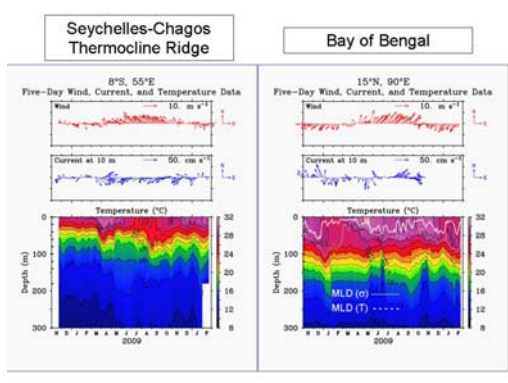 Seychelles-Chagos
Thermocline Ridge
Bay of Bengal
8°S, 55°E
Five-Day Wind, Current, and Temperature Data
Wind
10. m s⁻¹
Current at 10 m
50. cm s⁻¹
Temperature (°C)
Depth (m)
0
100
200
300
32
28
24
20
16
12
8
N D J F M A M J J A S O N D J F
2009
15°N, 90°E
Five-Day Wind, Current, and Temperature Data
Wind
10. m s⁻¹
Current at 10 m
50. cm s⁻¹
Temperature (°C)
Depth (m)
0
100
200
300
MLD (σ)
MLD (T)
32
28
24
20
16
12
8
N D J F M A M J J A S O N D J F
2009